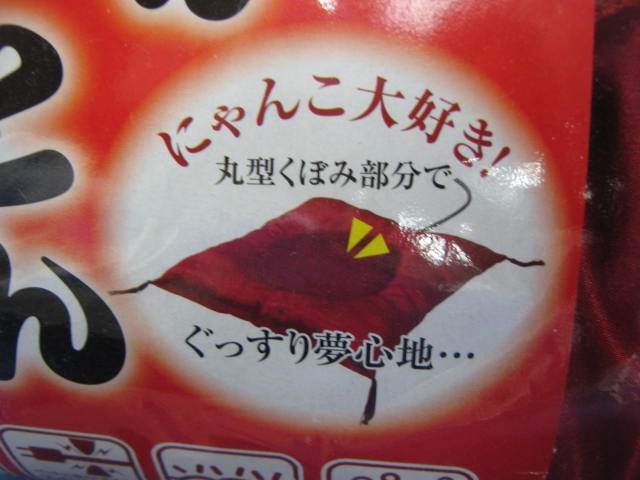 にゃんこ大好き!
丸型くぼみ部分で
ぐっすり夢心地…